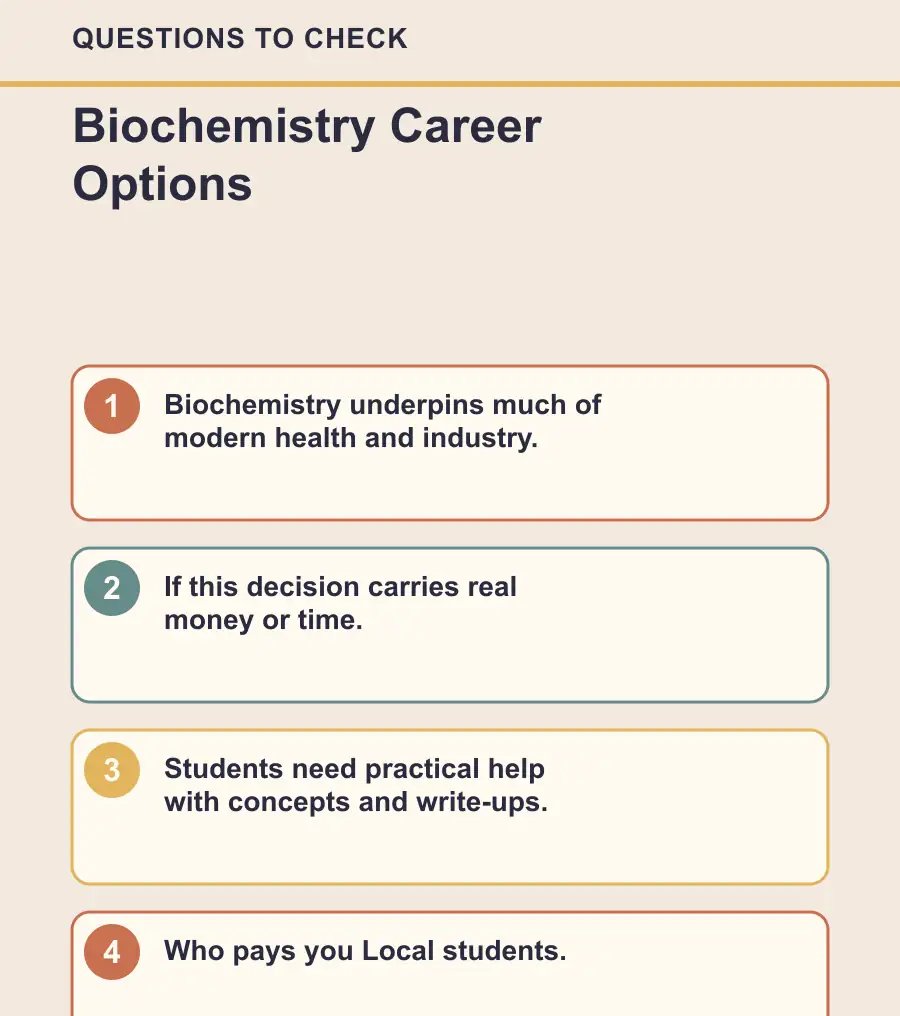 QUESTIONS TO CHECK
Biochemistry Career
Options
1
Biochemistry underpins much of
modern health and industry.
2
If this decision carries real
money or time.
3
Students need practical help
with concepts and write-ups.
4
Who pays you Local students.